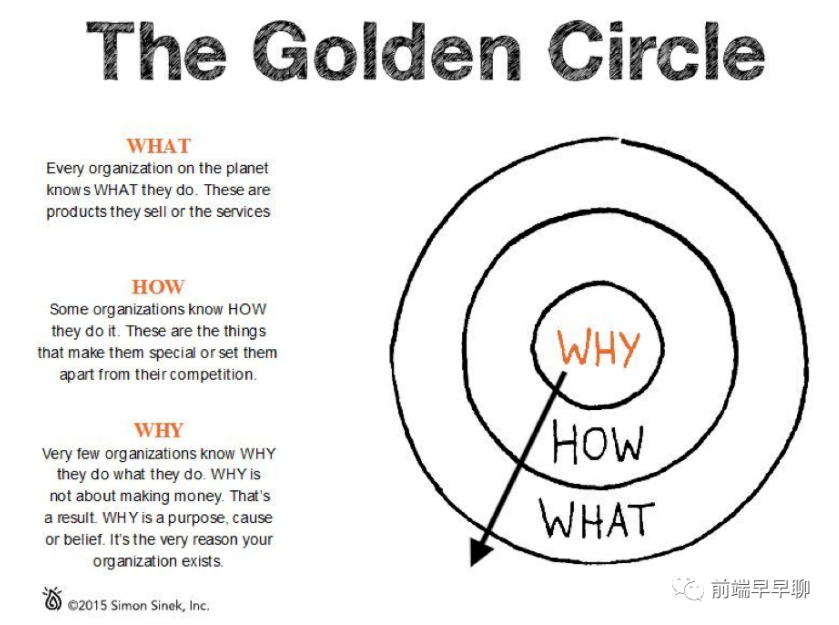 The Golden Circle
WHAT
Every organization on the planet
knows WHAT they do. These are
products they sell or the services
HOW
Some organizations know HOW
they do it. These are the things
that make them special or set them
apart from their competition.
WHY
Very few organizations know WHY
they do what they do. WHY is
not about making money. That's
a result. WHY is a purpose, cause
or belief. It's the very reason your
organization exists.
©2015 Simon Sinek, Inc.
WHY
HOW
WHAT
前端早早聊